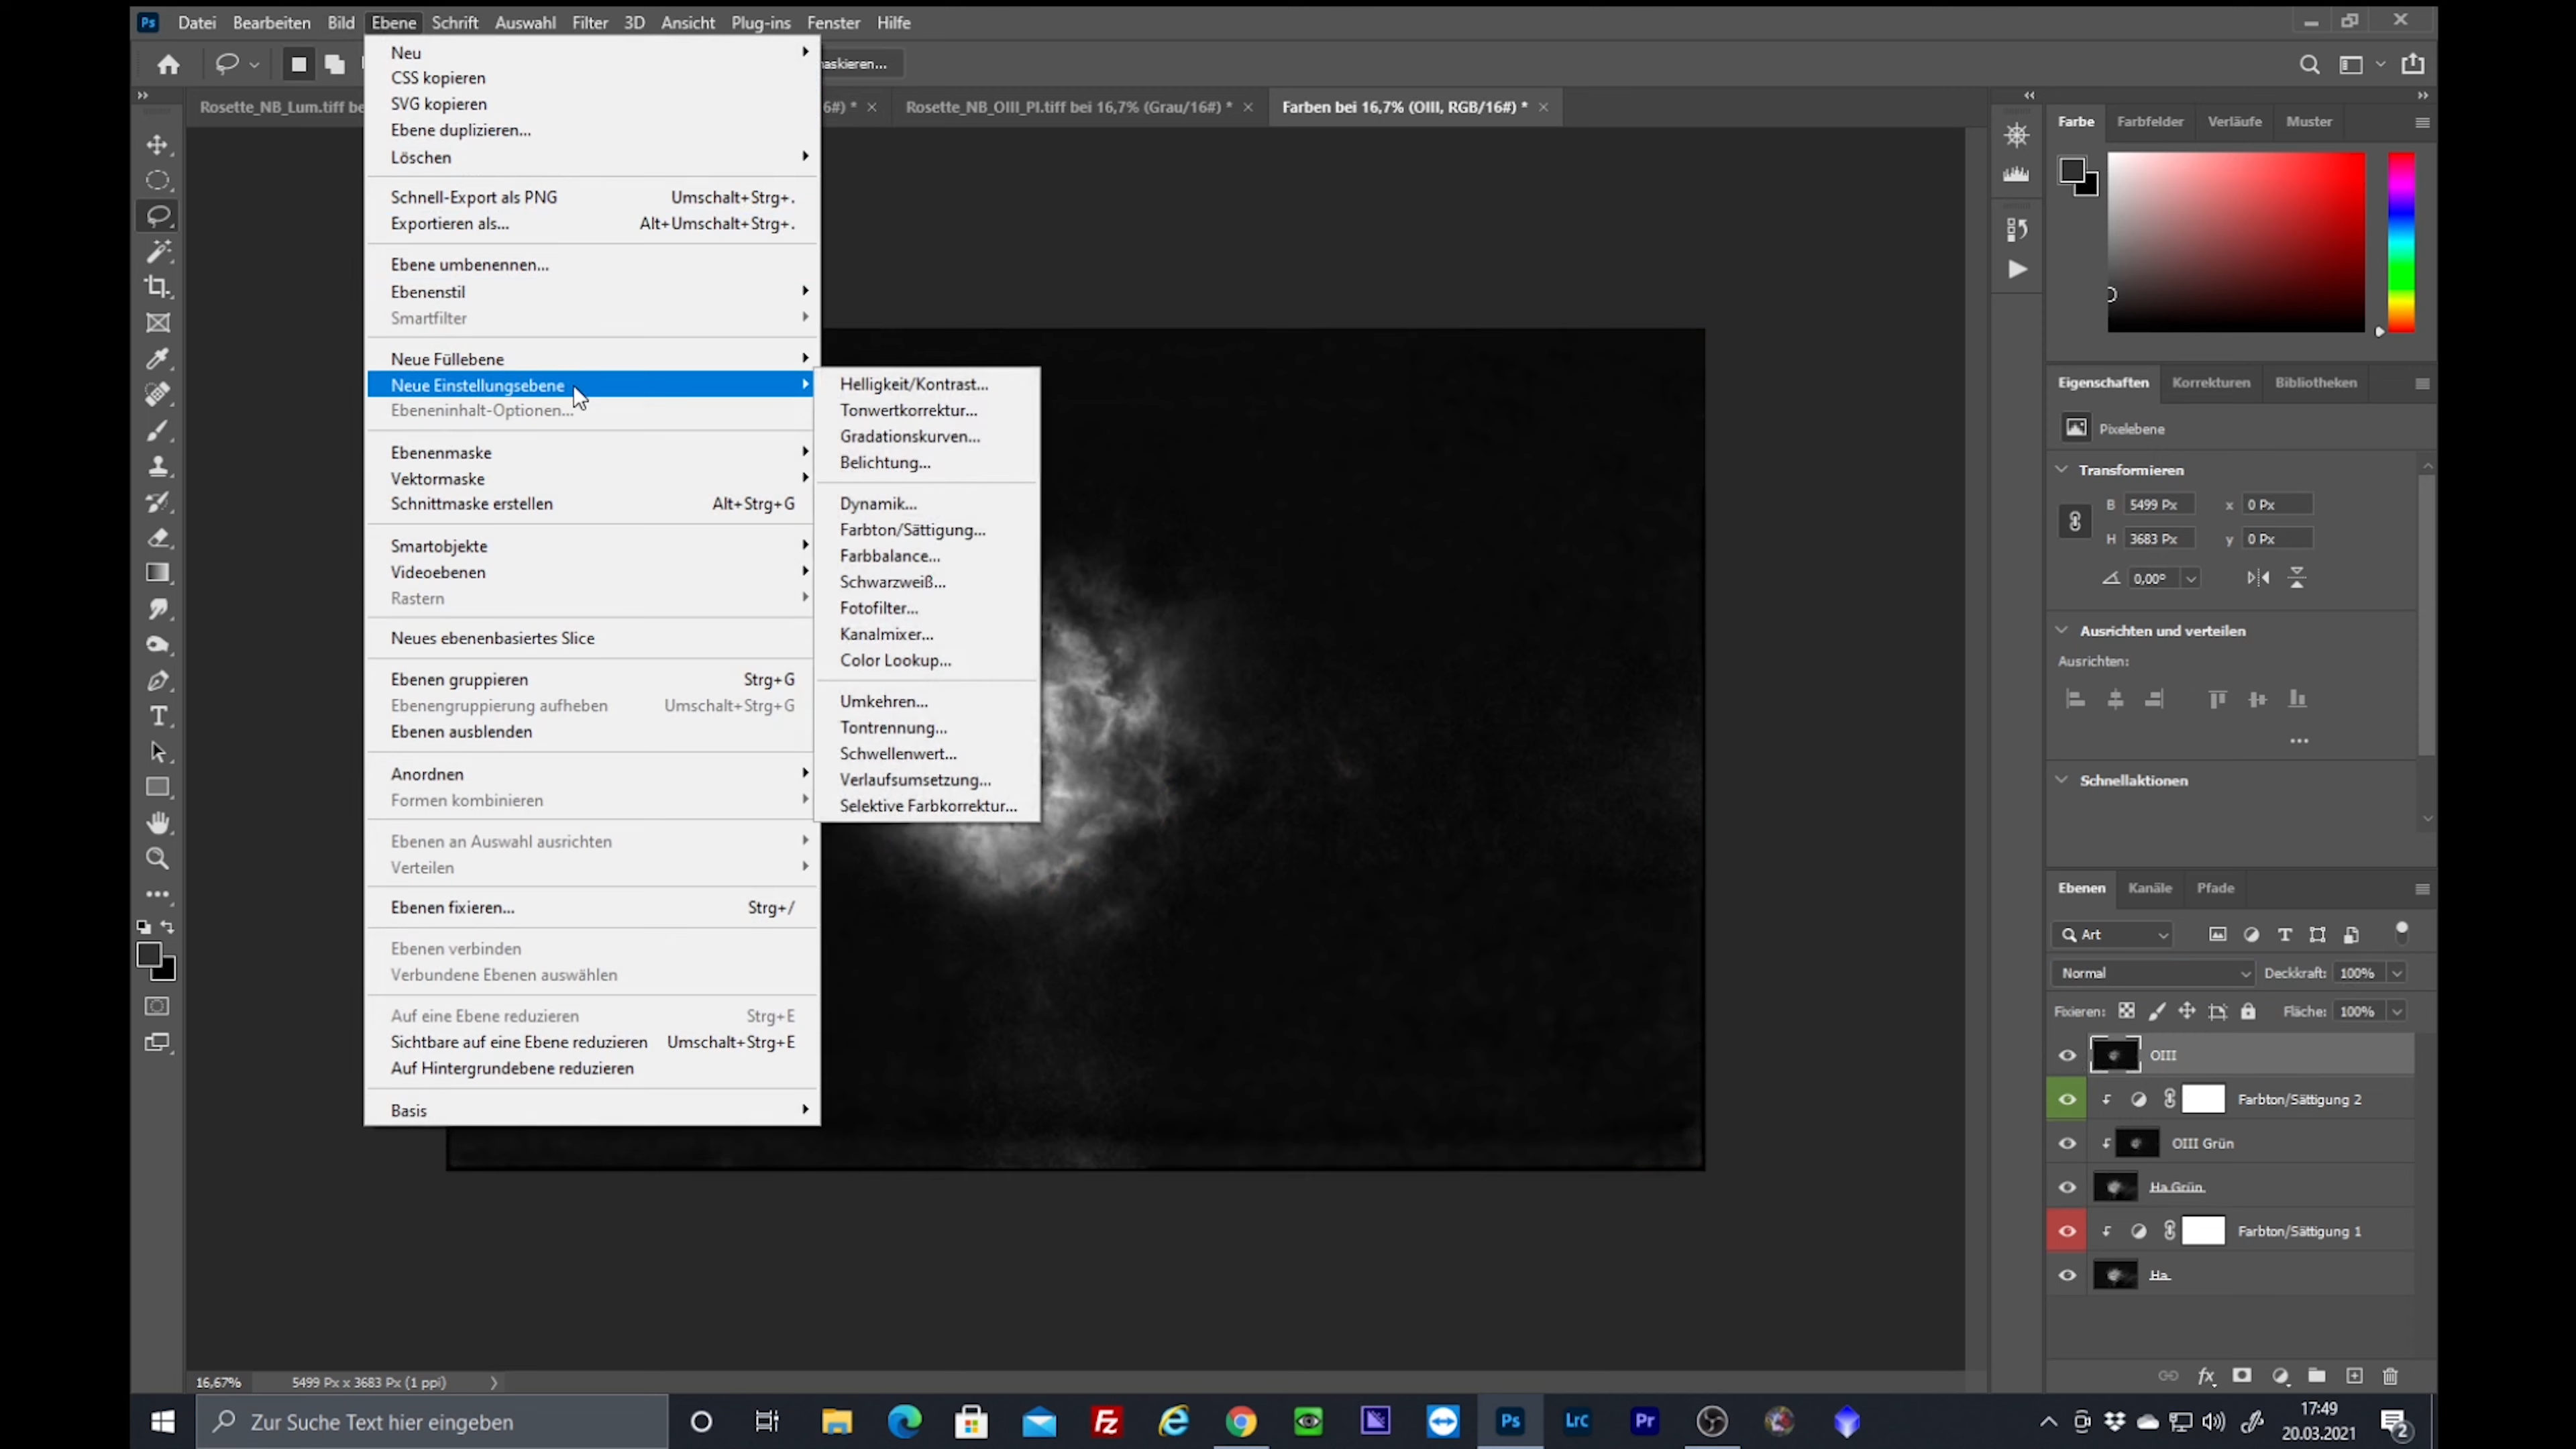 Ps Datei Bearbeiten Bild Ebene Schrift Auswahl Filter 3D Ansicht Plug-ins Fenster Hilfe
askieren...
Rosette_NB_Lum.tiff be
6#) * ×
Rosette_NB_OIII_PI.tiff bei 16,7% (Grau/16#) * ×
Farben bei 16,7% (OIII, RGB/16#) * ×
Neu
CSS kopieren
SVG kopieren
Ebene duplizieren...
Löschen
Schnell-Export als PNG Umschalt+Strg+.
Exportieren als... Alt+Umschalt+Strg+.
Ebene umbenennen...
Ebenenstil
Smartfilter
Neue Füllebene
Neue Einstellungsebene
Ebeneninhalt-Optionen...
Ebenenmaske
Vektormaske
Schnittmaske erstellen Alt+Strg+G
Smartobjekte
Videoebenen
Rastern
Neues ebenenbasiertes Slice
Ebenen gruppieren Strg+G
Ebenengruppierung aufheben Umschalt+Strg+G
Ebenen ausblenden
Anordnen
Formen kombinieren
Ebenen an Auswahl ausrichten
Verteilen
Ebenen fixieren... Strg+/
Ebenen verbinden
Verbundene Ebenen auswählen
Auf eine Ebene reduzieren Strg+E
Sichtbare auf eine Ebene reduzieren Umschalt+Strg+E
Auf Hintergrundebene reduzieren
Basis
Helligkeit/Kontrast...
Tonwertkorrektur...
Gradationskurven...
Belichtung...
Dynamik...
Farbton/Sättigung...
Farbbalance...
Schwarzweiß...
Fotofilter...
Kanalmixer...
Color Lookup...
Umkehren...
Tontrennung...
Schwellenwert...
Verlaufsumsetzung...
Selektive Farbkorrektur...
Farbe Farbfelder Verläufe Muster
Eigenschaften Korrekturen Bibliotheken
Pixelebene
Transformieren
B 5499 Px x 0 Px
H 3683 Px y 0 Px
0,00°
Ausrichten und verteilen
Ausrichten:
Schnellaktionen
Ebenen Kanäle Pfade
Art
Normal Deckkraft: 100%
Fixieren: Fläche: 100%
OIII
Farbton/Sättigung 2
OIII Grün
Ha Grün
Farbton/Sättigung 1
Ha
fx
16,67% 5499 Px x 3683 Px (1 ppi)
Zur Suche Text hier eingeben
Fz
Ps
Lrc
Pr
17:49
20.03.2021
2